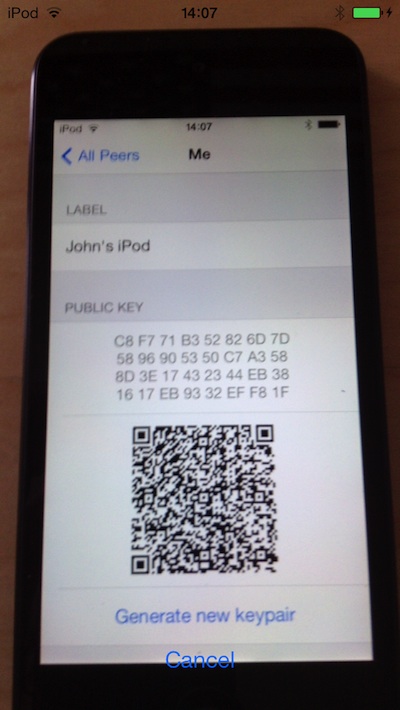 iPod 14:07
iPod 14:07
All Peers Me
LABEL
John's iPod
PUBLIC KEY
C8 F7 71 B3 52 82 6D 7D
58 96 90 53 50 C7 A3 58
8D 3E 17 43 23 44 EB 38
16 17 EB 93 32 EF F8 1F
Generate new keypair
Cancel